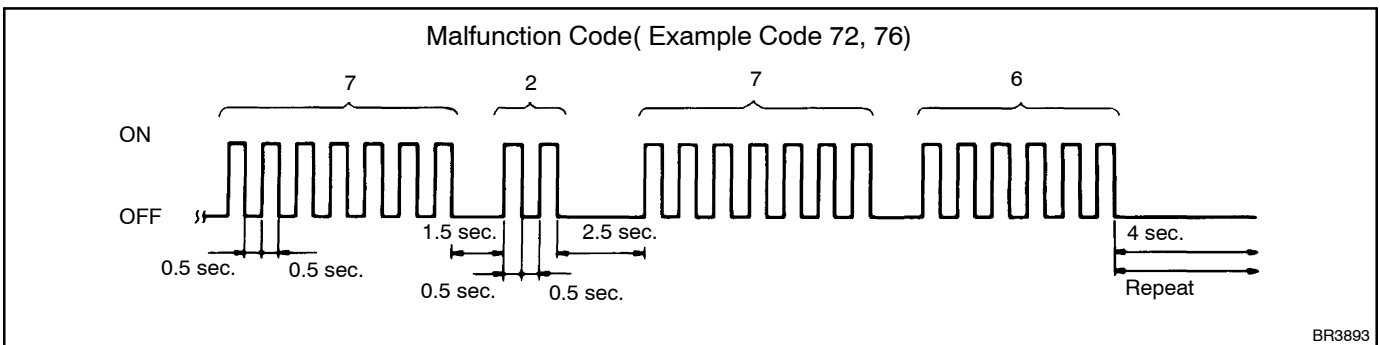 Malfunction Code( Example Code 72, 76)
7 2 7 6
ON
OFF
1.5 sec. 2.5 sec. 4 sec.
0.5 sec. 0.5 sec.
0.5 sec. 0.5 sec.
Repeat
BR3893